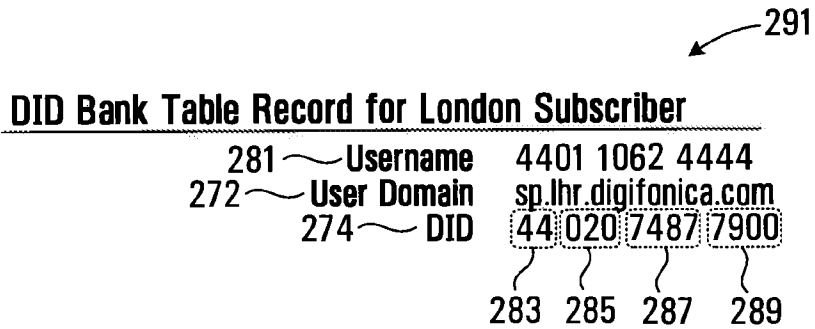 291
DID Bank Table Record for London Subscriber
281 Username 4401 1062 4444
272 User Domain sp.lhr.digifonica.com
274 DID 44 020 7487 7900
283 285 287 289